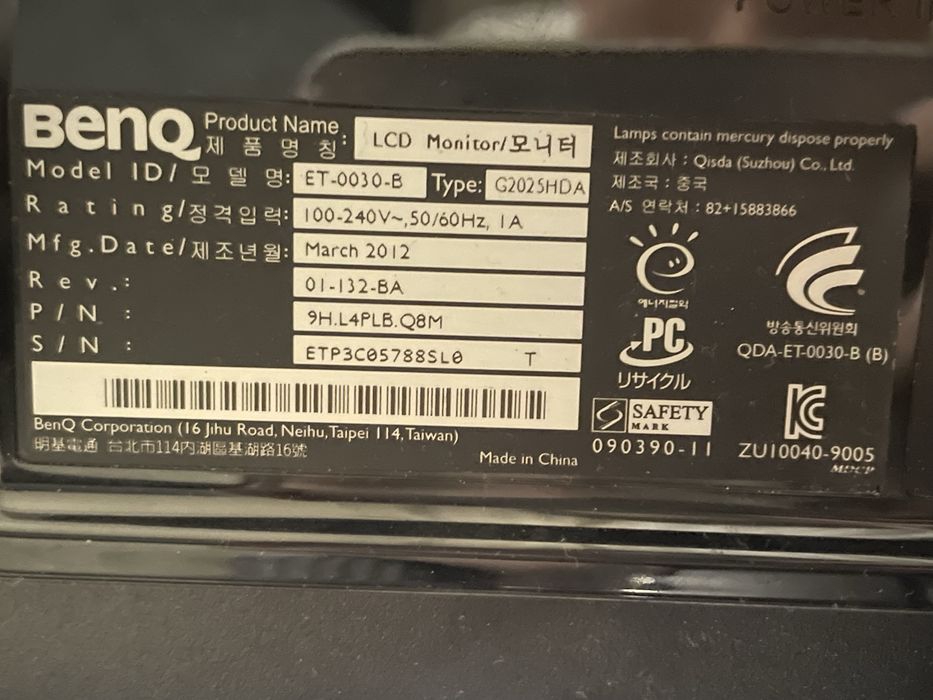 BenQ
Product Name
제 품 명 칭 : LCD Monitor/모니터
Model ID/ 모 델 명: ET-0030-B Type: G2025HDA
Rating/정격입력: 100-240V~,50/60Hz, 1A
Mfg.Date/제조년월: March 2012
Rev.: 01-132-BA
P/N : 9H.L4PLB.Q8M
S/N : ETP3C05788SL0 T
BenQ Corporation (16 Jihu Road, Neihu,Taipei 114,Taiwan)
明基電通 台北市114內湖區基湖路16號
Made in China
Lamps contain mercury dispose properly
제조회사 : Qisda (Suzhou) Co., Ltd.
제조국 : 중국
A/S 연락처 : 82+15883866
에너지절약
PC
リサイクル
S SAFETY
MARK
090390-11
방송통신위원회
QDA-ET-0030-B (B)
ZU10040-9005
POWER